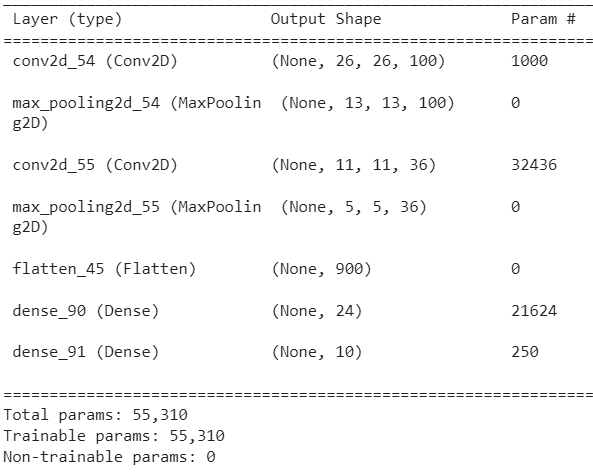 Layer (type) Output Shape Param #
=================================================================
conv2d_54 (Conv2D) (None, 26, 26, 100) 1000
max_pooling2d_54 (MaxPoolin (None, 13, 13, 100) 0
g2D)
conv2d_55 (Conv2D) (None, 11, 11, 36) 32436
max_pooling2d_55 (MaxPoolin (None, 5, 5, 36) 0
g2D)
flatten_45 (Flatten) (None, 900) 0
dense_90 (Dense) (None, 24) 21624
dense_91 (Dense) (None, 10) 250
=================================================================
Total params: 55,310
Trainable params: 55,310
Non-trainable params: 0